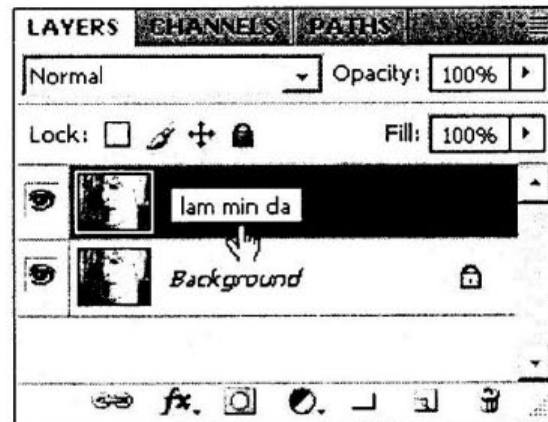 LAYERS CHANNELS PATHS
Normal Opacity: 100%
Lock: Fill: 100%
lam min da
Background